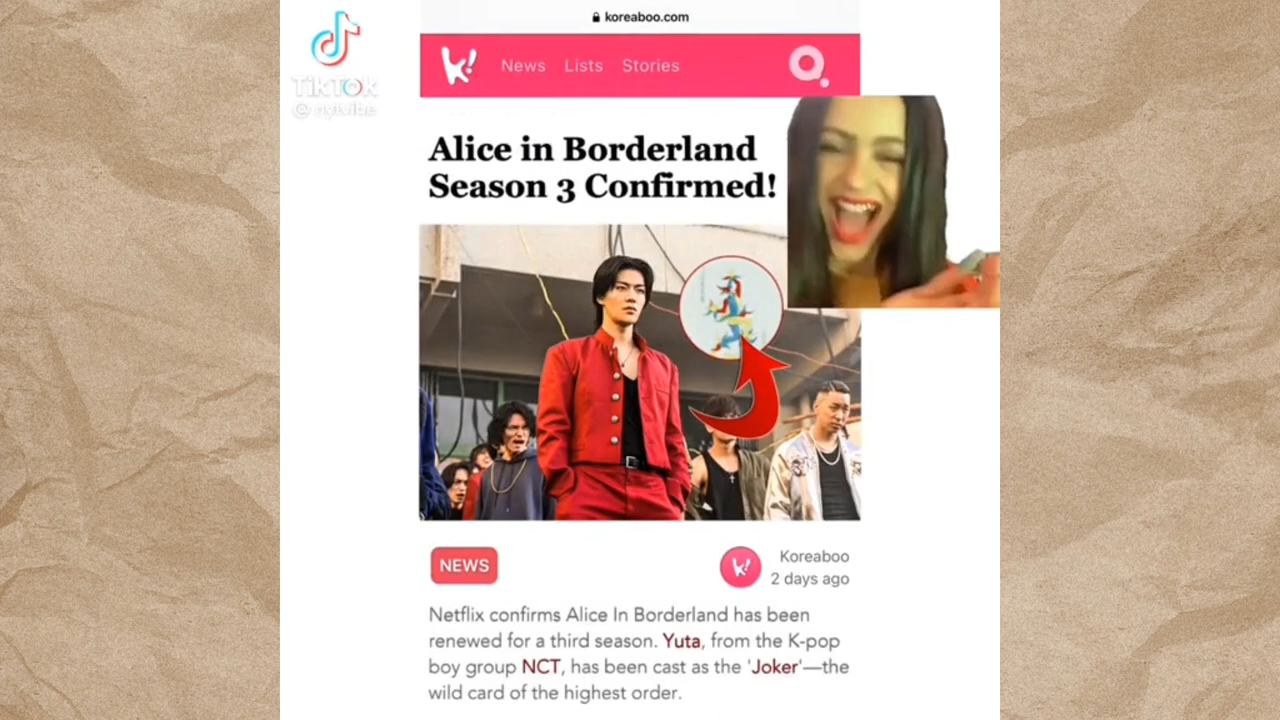 koreaboo.com
TikTok
@ nytvibe
k!
News Lists Stories
Alice in Borderland
Season 3 Confirmed!
NEWS
k!
Koreaboo
2 days ago
Netflix confirms Alice In Borderland has been
renewed for a third season. Yuta, from the K-pop
boy group NCT, has been cast as the 'Joker'—the
wild card of the highest order.